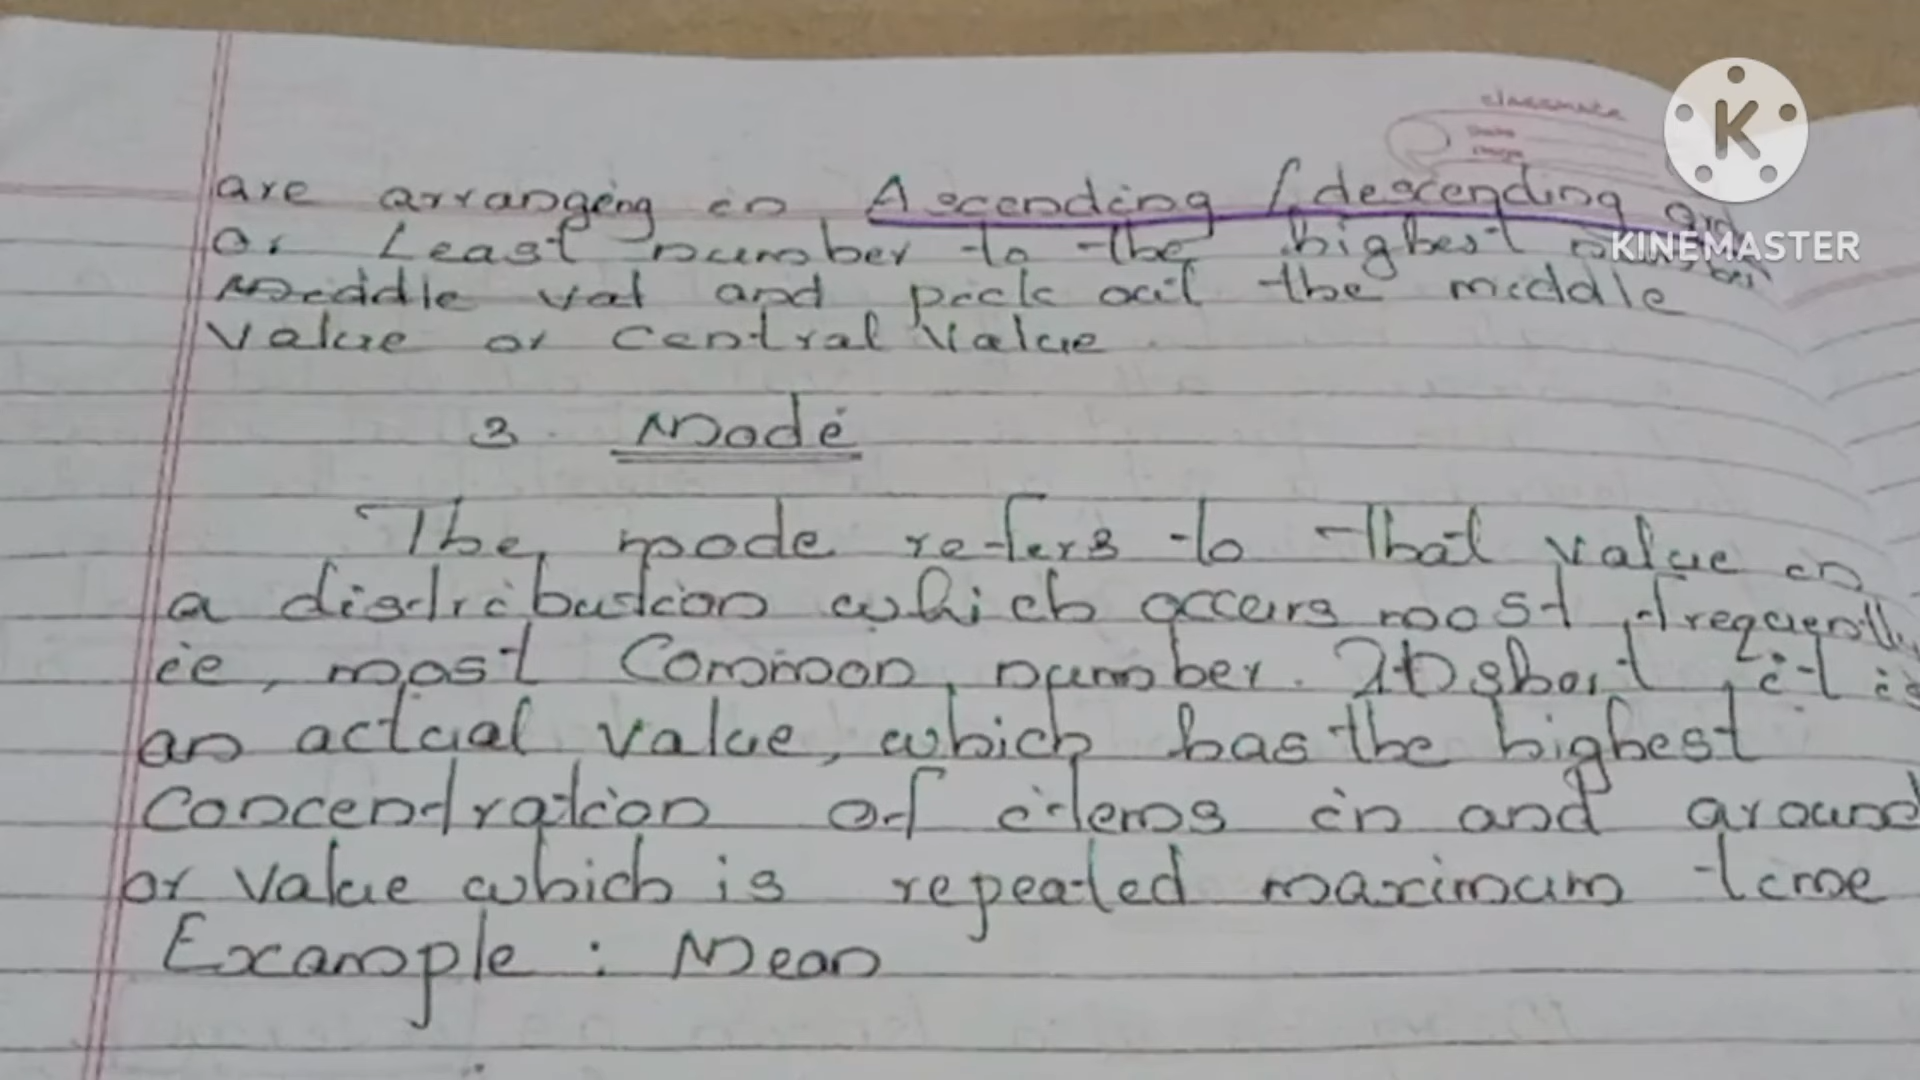 classmate
K
KINEMASTER
are arranging in Ascending / descending
or Least number to the highest number
Middle val and pick out the middle
value or central value
3. Mode
The mode refers to that value in
a distribution which occurs most frequently
ie, most Common number. In short it is
an actual value, which has the highest
Concentration of items in and around
or value which is repeated maximum time
Example : Mean